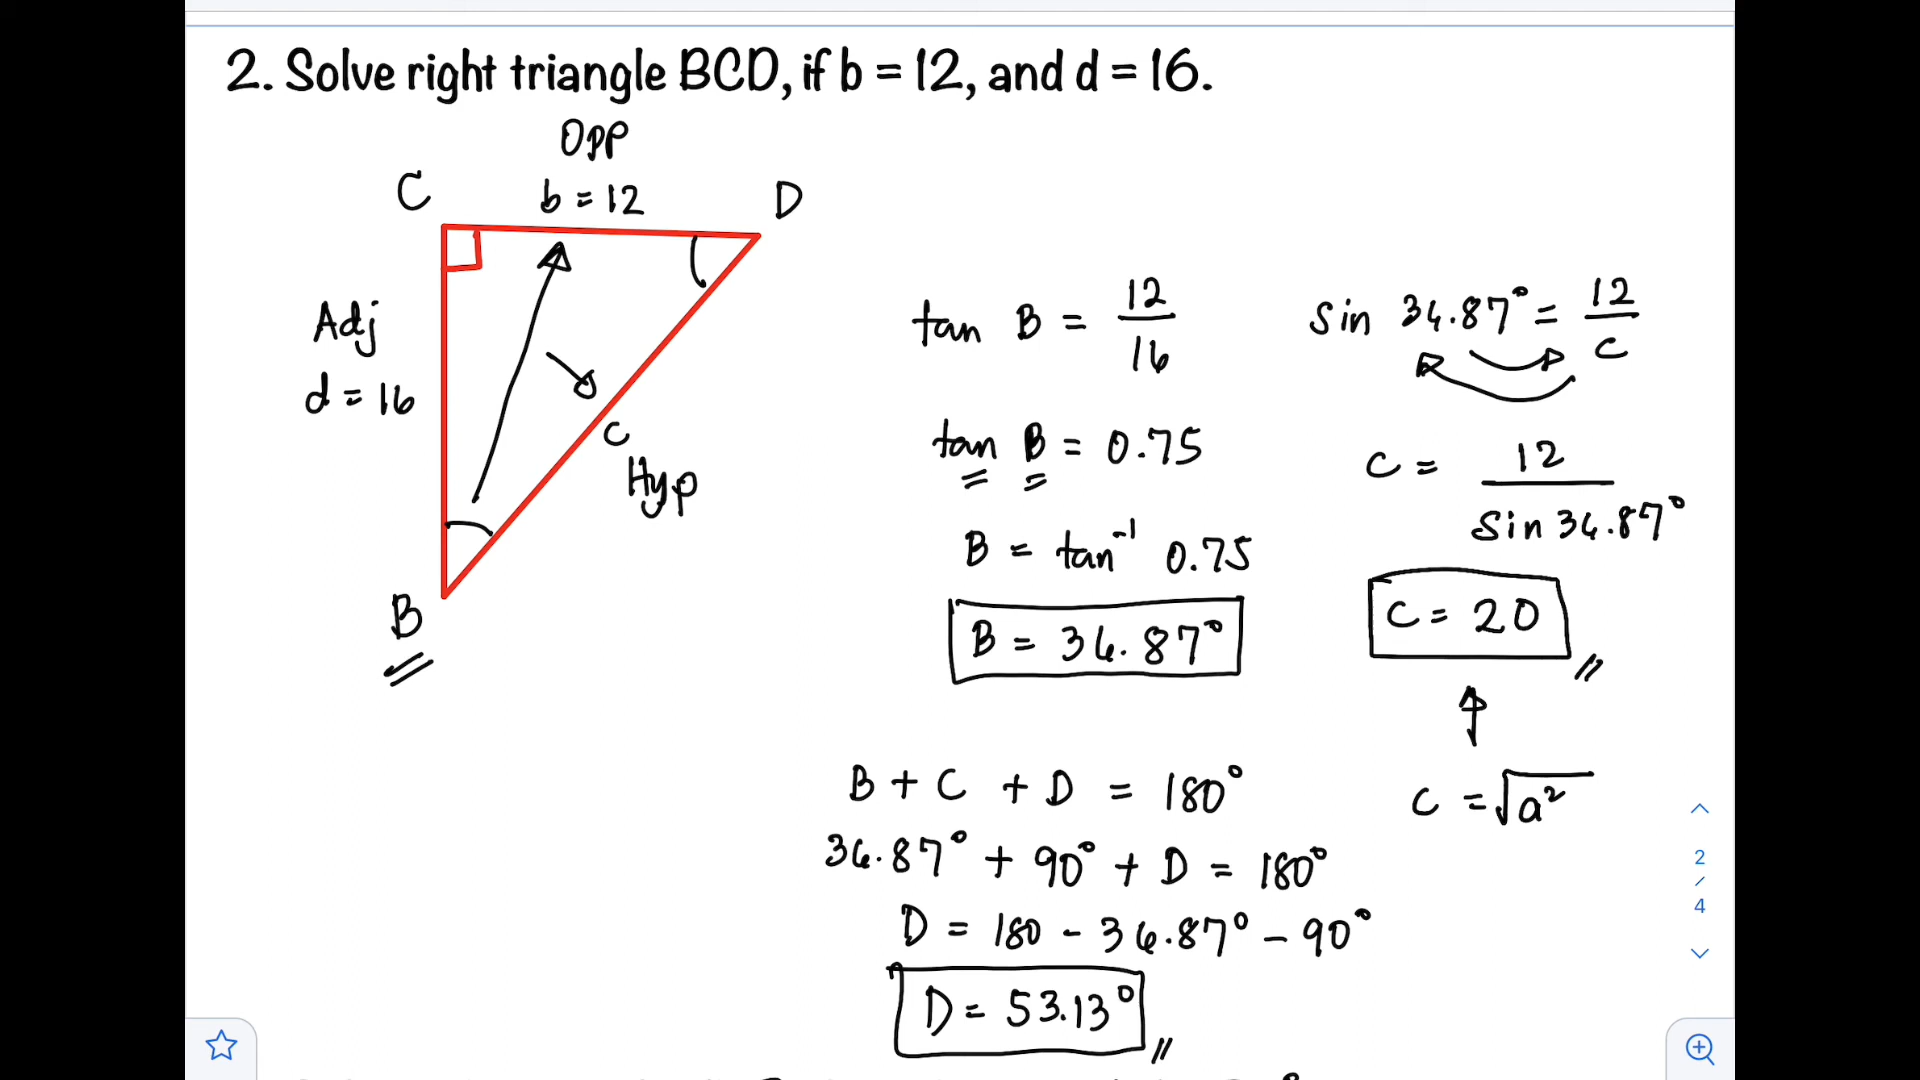 2. Solve right triangle BCD, if b = 12, and d = 16.
Opp
C b = 12 D
Adj
d = 16
c
Hyp
B
tan B = 12/16
tan B = 0.75
B = tan⁻¹ 0.75
B = 36.87°
sin 36.87° = 12/c
c = 12/sin 36.87°
c = 20
c = √a²
B + C + D = 180°
36.87° + 90° + D = 180°
D = 180 - 36.87° - 90°
D = 53.13°
2
/
4